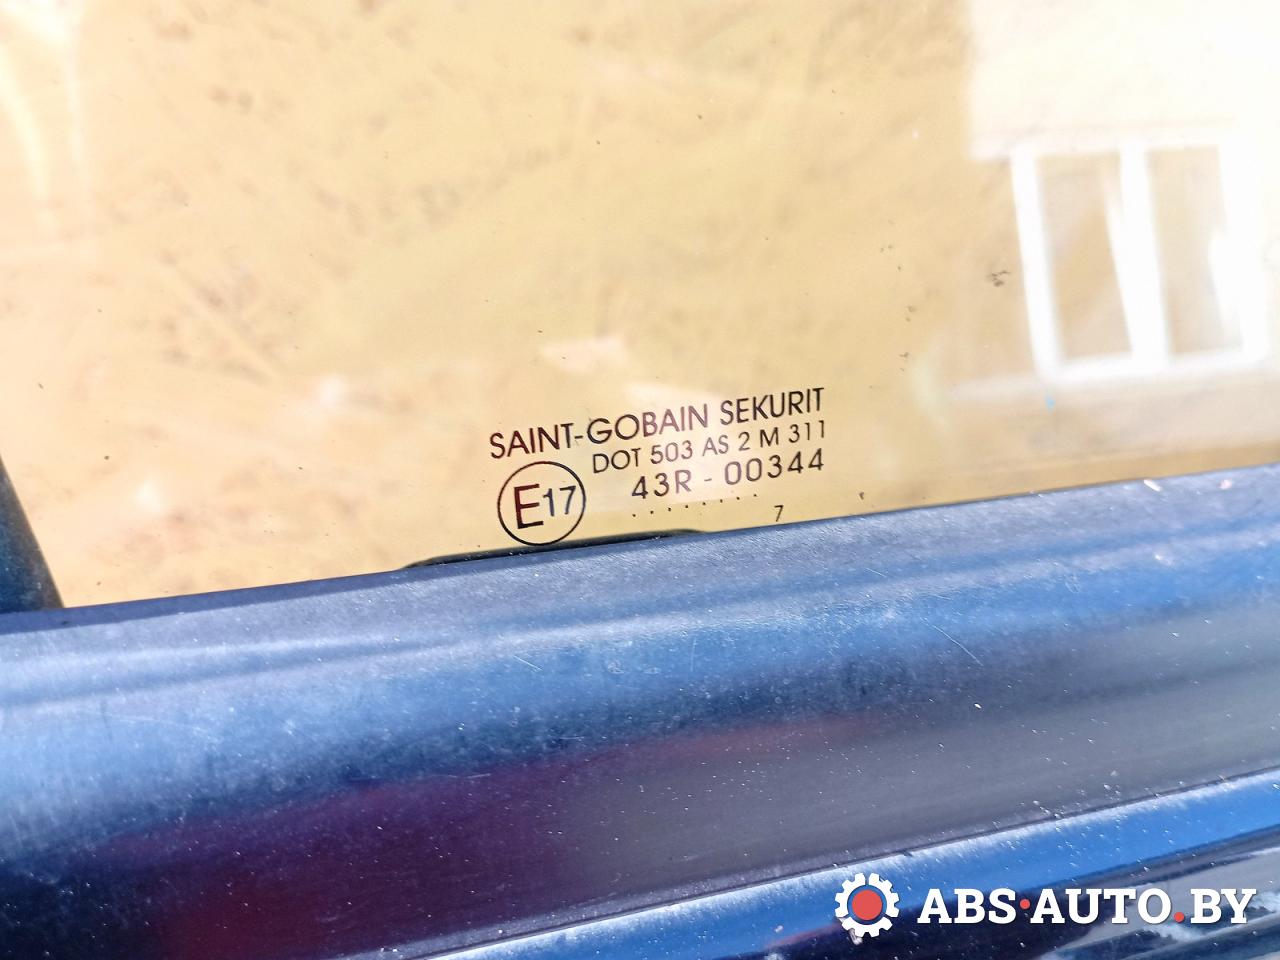 SAINT-GOBAIN SEKURIT
DOT 503 AS 2 M 311
E17
43R - 00344
........ 7
ABS·AUTO.BY